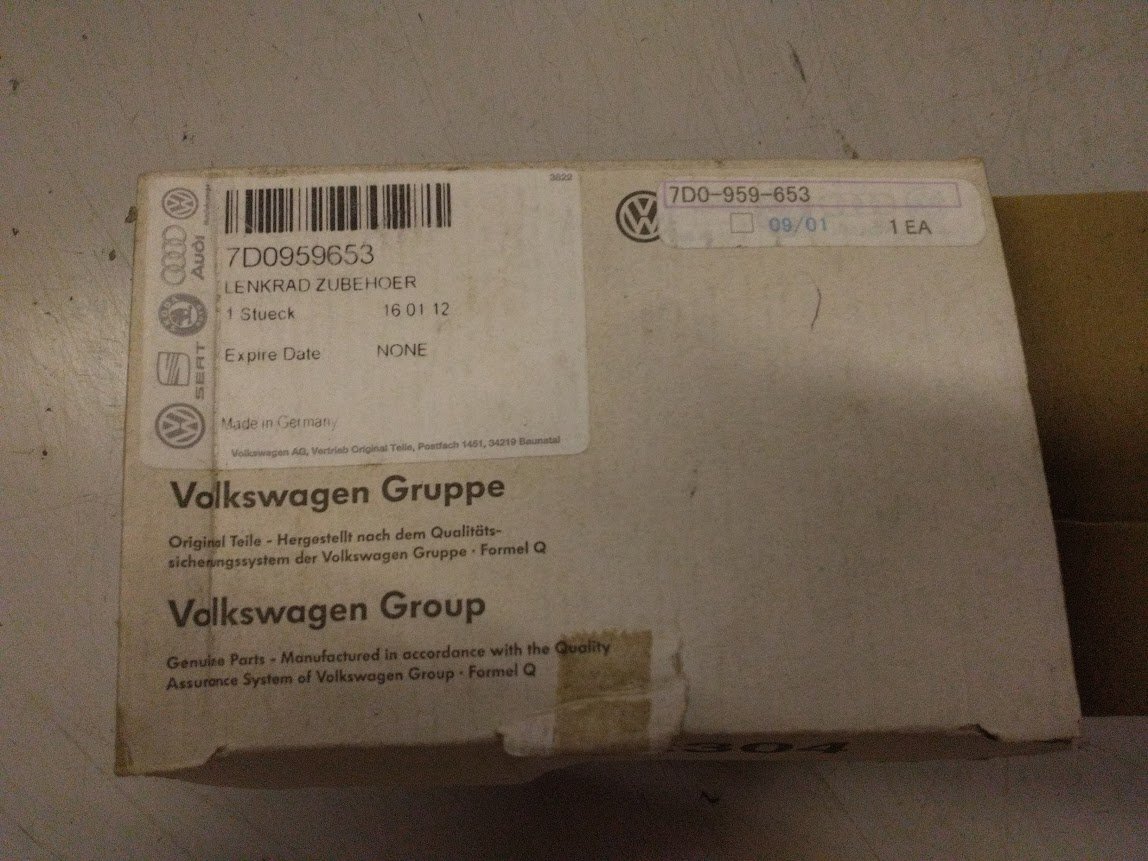 3822
7D0959653
LENKRAD ZUBEHOER
1 Stueck 16 01 12
Expire Date NONE
Made in Germany
Volkswagen AG, Vertrieb Original Teile, Postfach 1451, 34219 Baunatal
Audi
SEAT
7D0-959-653
09/01 1 EA
Volkswagen Gruppe
Original Teile - Hergestellt nach dem Qualitäts-
sicherungssystem der Volkswagen Gruppe · Formel Q
Volkswagen Group
Genuine Parts - Manufactured in accordance with the Quality
Assurance System of Volkswagen Group · Formel Q
304